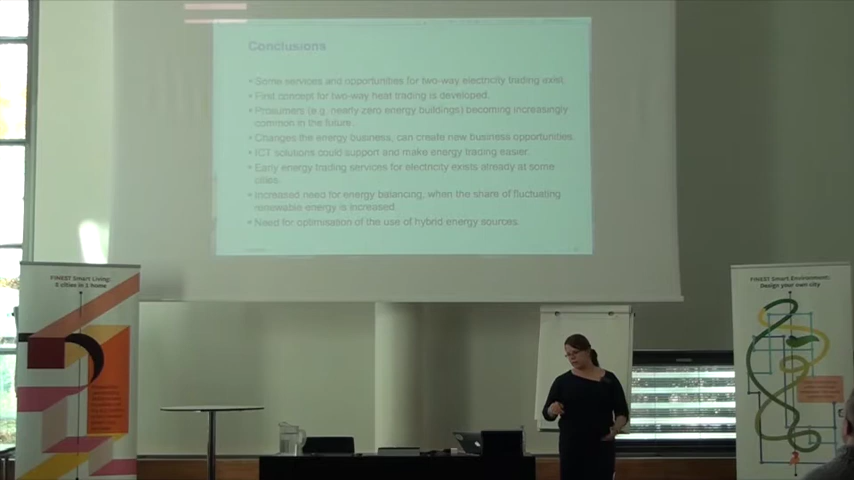 Conclusions
• Some services and opportunities for two-way electricity trading exist.
• First concept for two-way heat trading is developed.
• Prosumers (e.g. nearly zero energy buildings) becoming increasingly
common in the future.
• Changes the energy business, can create new business opportunities.
• ICT solutions could support and make energy trading easier.
• Early energy trading services for electricity exists already at some
cities.
• Increased need for energy balancing, when the share of fluctuating
renewable energy is increased.
• Need for optimisation of the use of hybrid energy sources.
FINEST Smart Living:
5 cities in 1 home
FINEST Smart Environment:
Design your own city